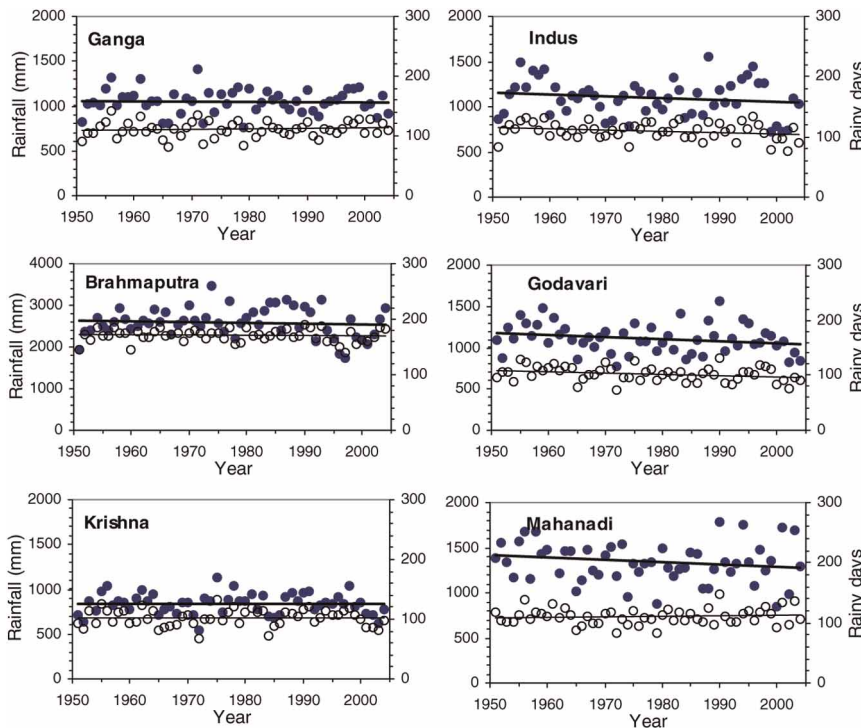 2000 300 2000 300
Ganga Indus
Rainfall (mm) 1500 200 Rainfall (mm) 1500 200 Rainy days
1000 1000
500 100 500 100
0 0 0 0
1950 1960 1970 1980 1990 2000 1950 1960 1970 1980 1990 2000
Year Year
4000 300 2000 300
Brahmaputra Godavari
Rainfall (mm) 3000 200 1500 200 Rainy days
2000 1000
1000 100 500 100
0 0 0 0
1950 1960 1970 1980 1990 2000 1950 1960 1970 1980 1990 2000
Year Year
2000 300 2000 300
Krishna Mahanadi
Rainfall (mm) 1500 200 1500 200 Rainy days
1000 1000
500 100 500 100
0 0 0 0
1950 1960 1970 1980 1990 2000 1950 1960 1970 1980 1990 2000
Year Year